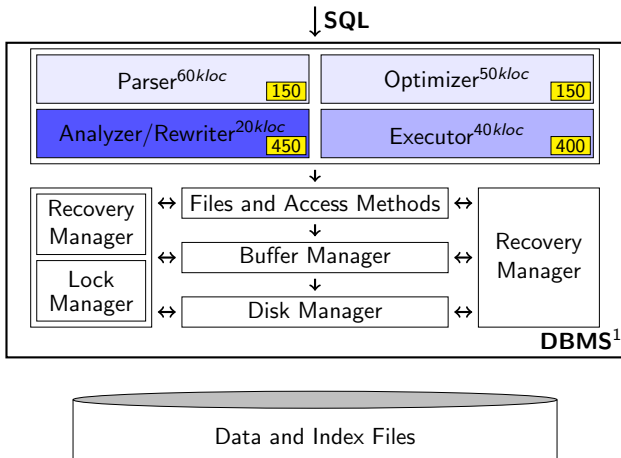 SQL
Parser60kloc
150
Optimizer50kloc
150
Analyzer/Rewriter20kloc
450
Executor40kloc
400
Recovery
Manager
Lock
Manager
Files and Access Methods
Buffer Manager
Disk Manager
Recovery
Manager
DBMS1
Data and Index Files